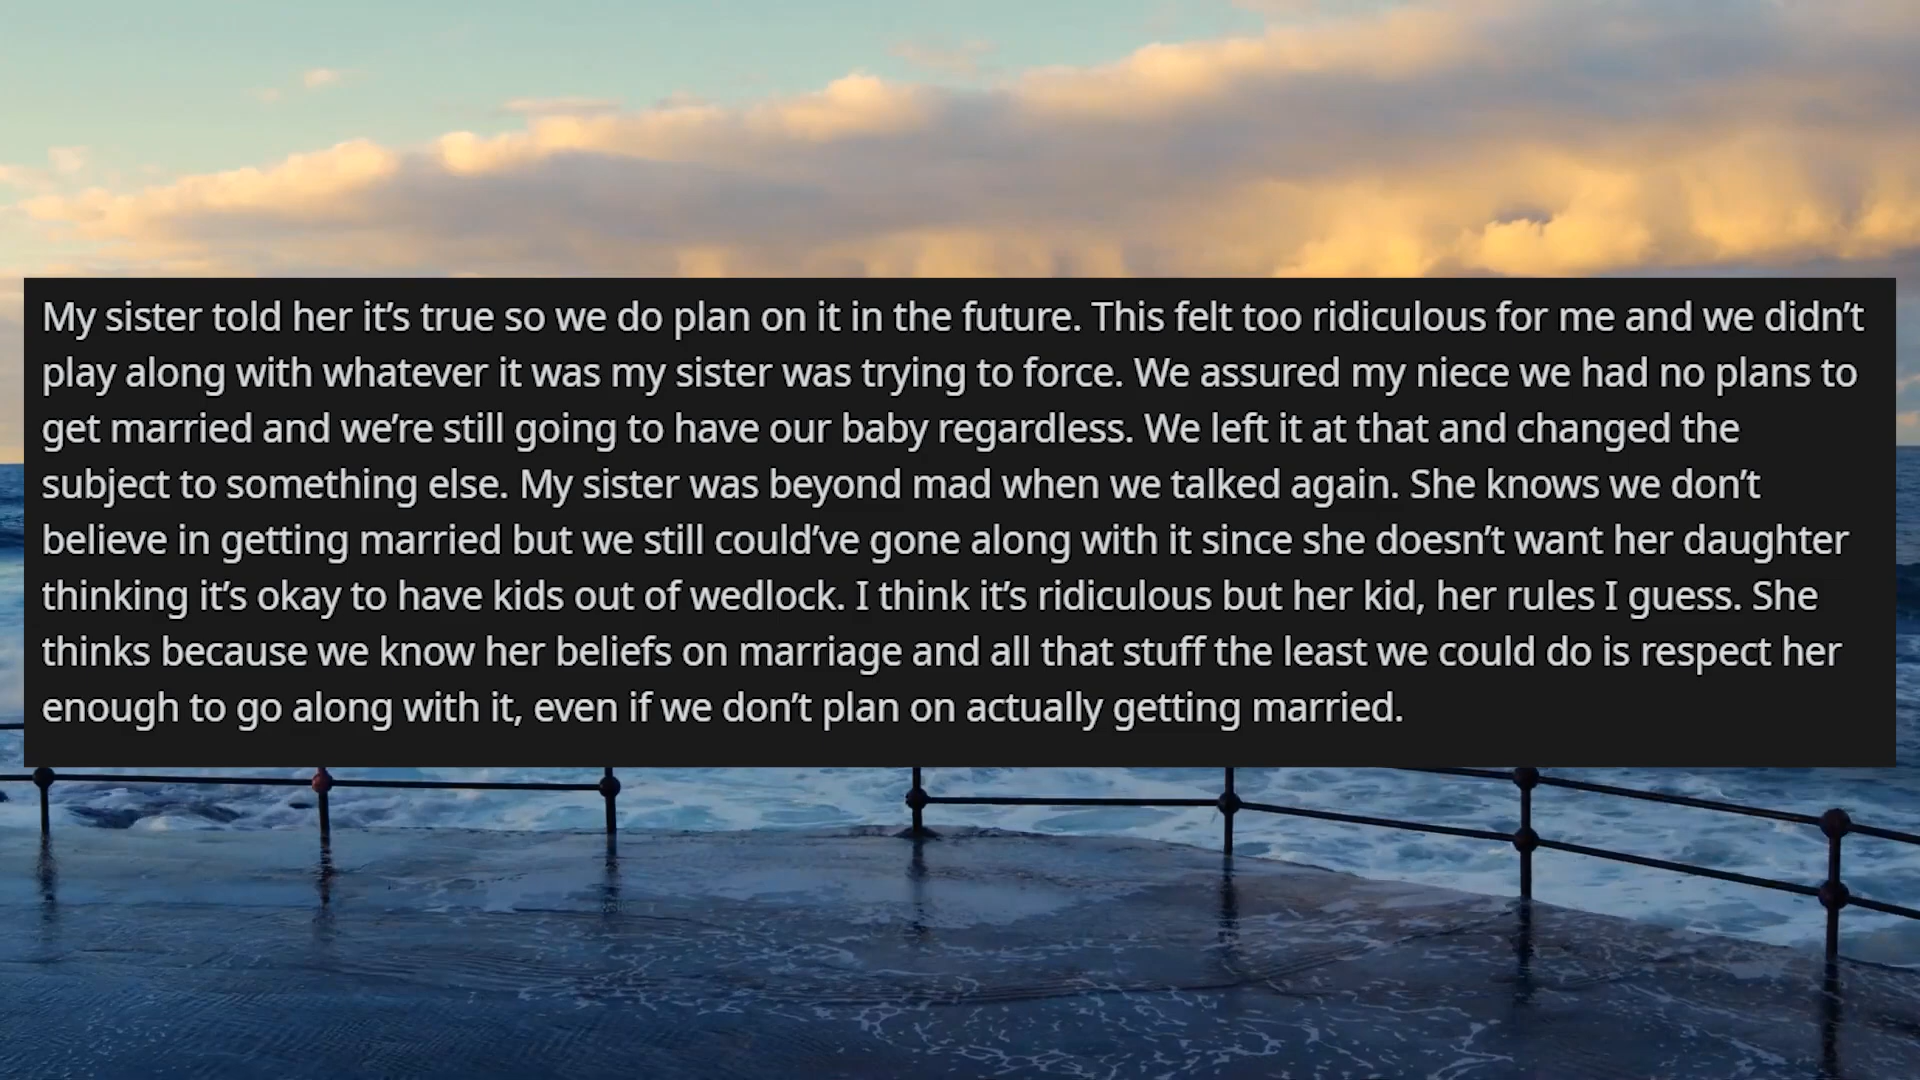 My sister told her it’s true so we do plan on it in the future. This felt too ridiculous for me and we didn’t
play along with whatever it was my sister was trying to force. We assured my niece we had no plans to
get married and we’re still going to have our baby regardless. We left it at that and changed the
subject to something else. My sister was beyond mad when we talked again. She knows we don’t
believe in getting married but we still could’ve gone along with it since she doesn’t want her daughter
thinking it’s okay to have kids out of wedlock. I think it’s ridiculous but her kid, her rules I guess. She
thinks because we know her beliefs on marriage and all that stuff the least we could do is respect her
enough to go along with it, even if we don’t plan on actually getting married.